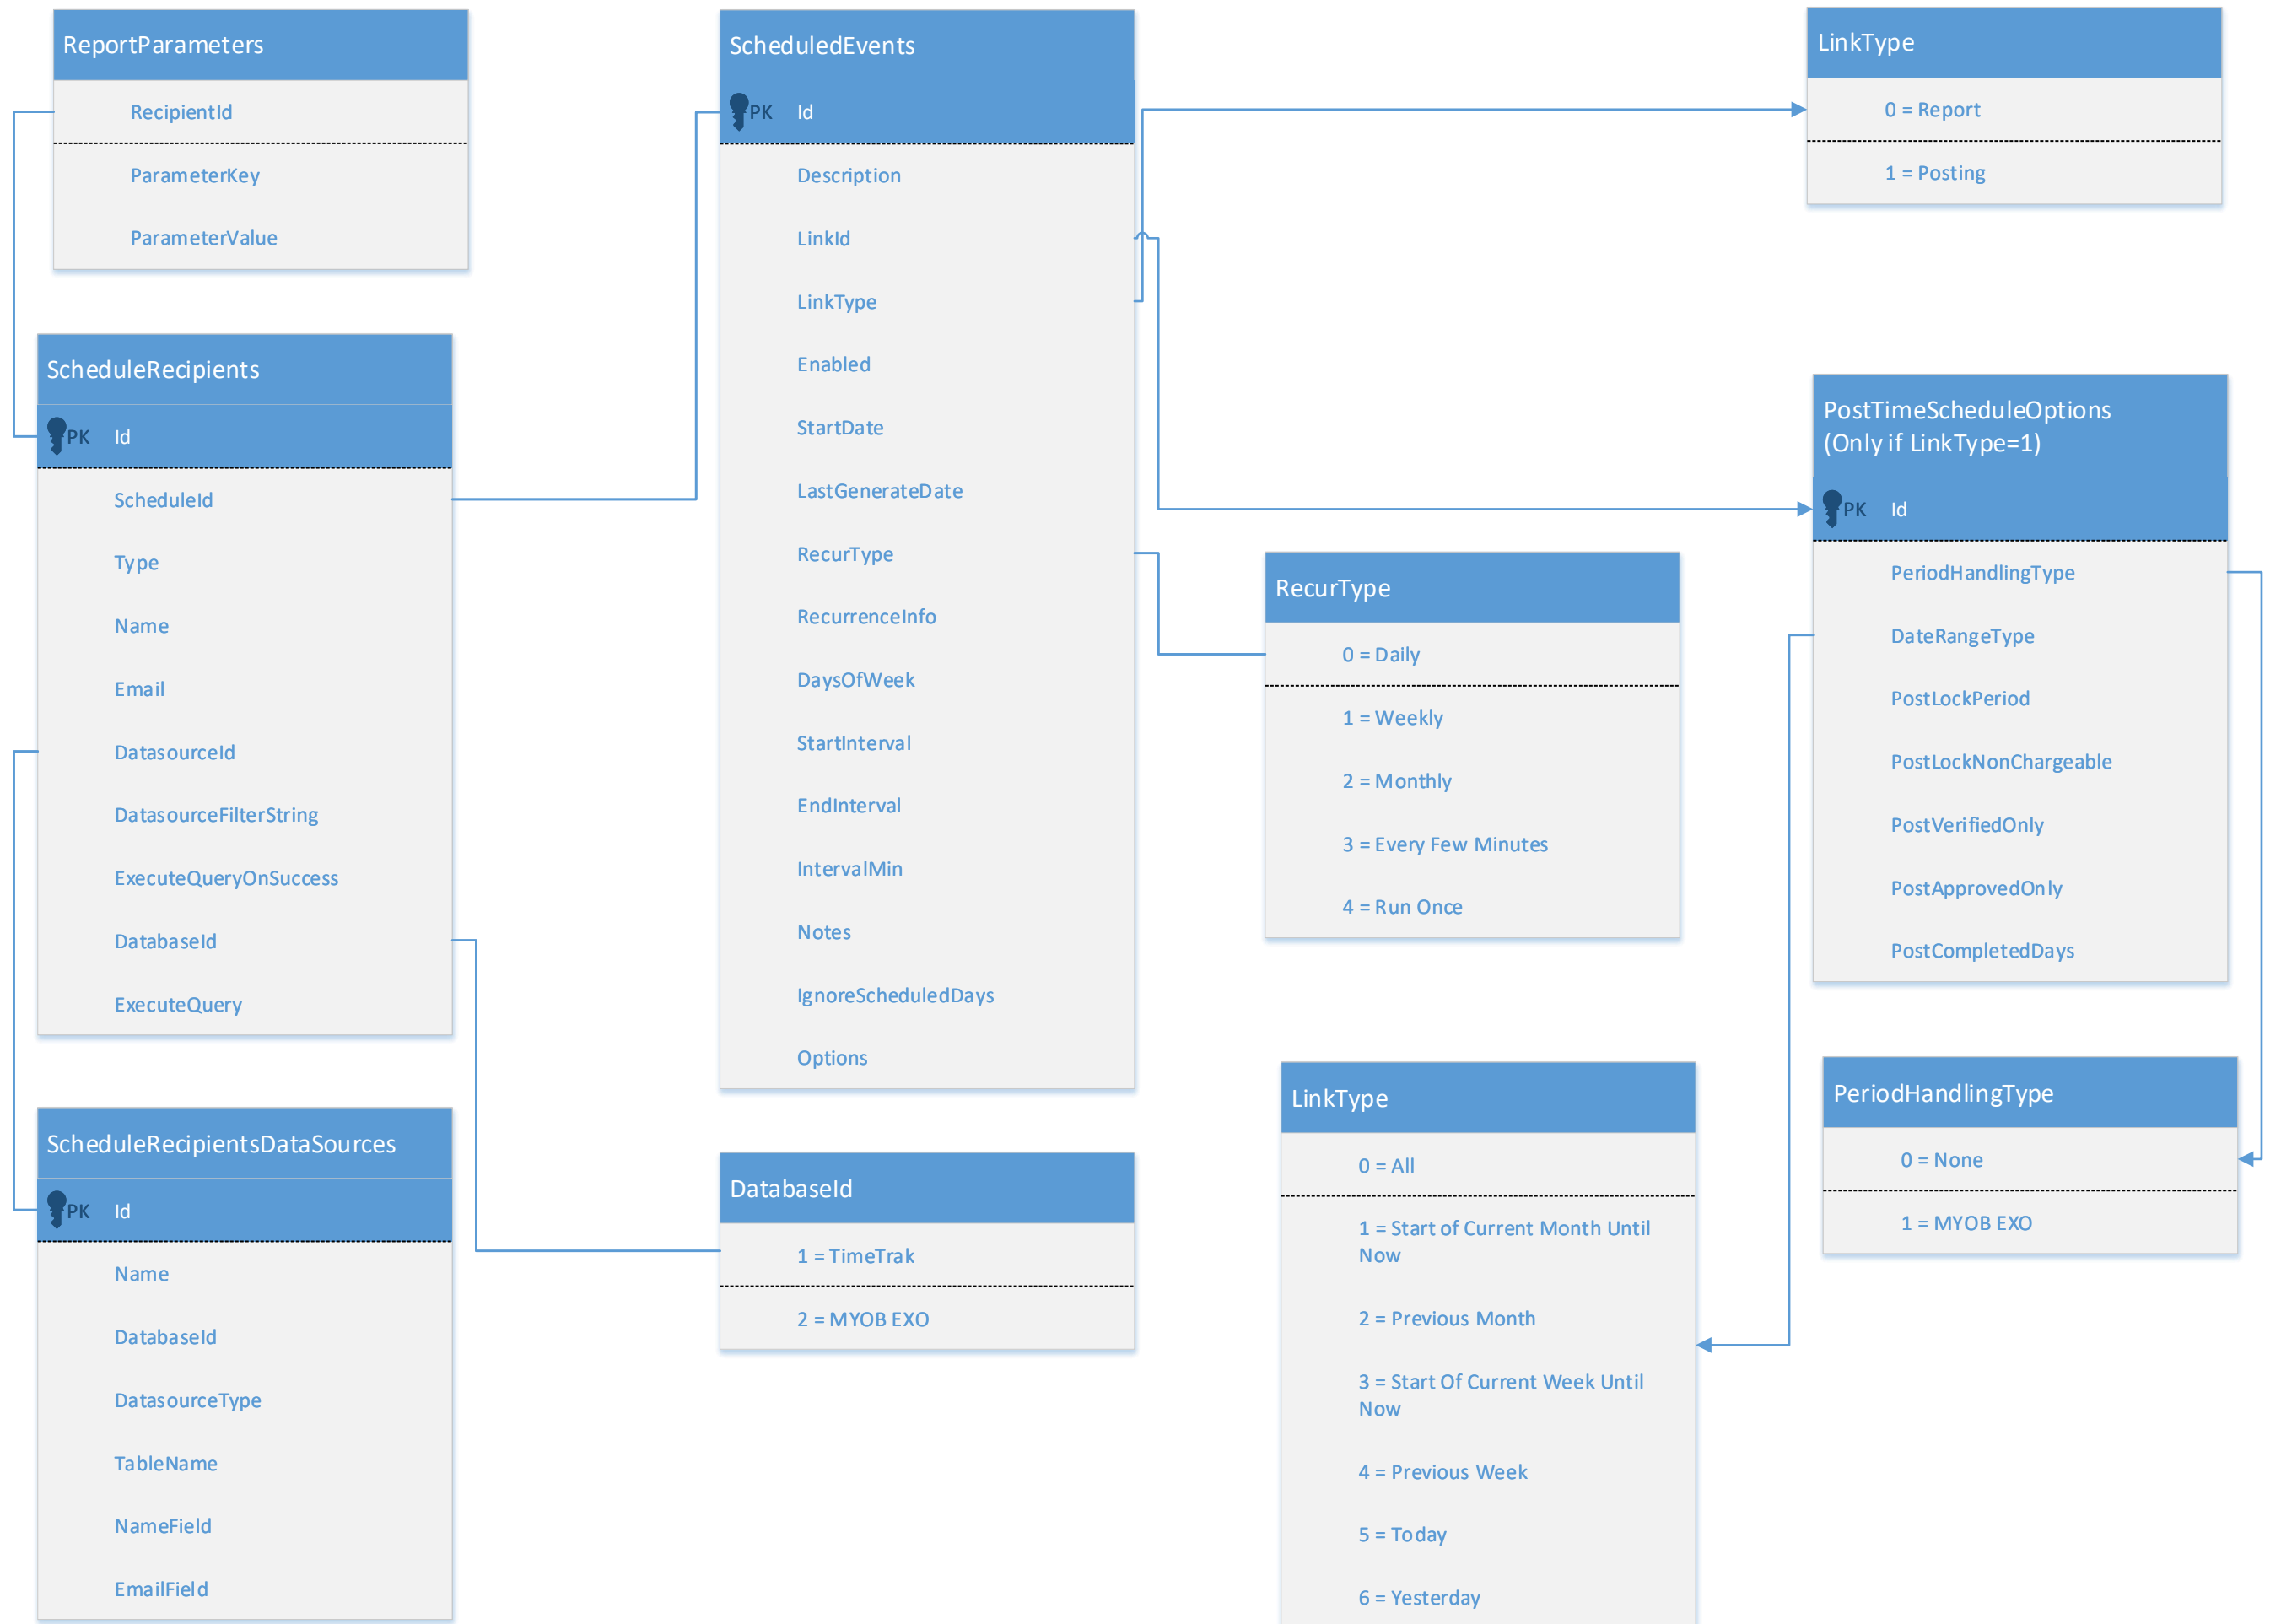 ReportParameters
RecipientId
ParameterKey
ParameterValue
ScheduleRecipients
PK Id
ScheduleId
Type
Name
Email
DatasourceId
DatasourceFilterString
ExecuteQueryOnSuccess
DatabaseId
ExecuteQuery
ScheduleRecipientsDataSources
PK Id
Name
DatabaseId
DatasourceType
TableName
NameField
EmailField
ScheduledEvents
PK Id
Description
LinkId
LinkType
Enabled
StartDate
LastGenerateDate
RecurType
RecurrenceInfo
DaysOfWeek
StartInterval
EndInterval
IntervalMin
Notes
IgnoreScheduledDays
Options
DatabaseId
1 = TimeTrak
2 = MYOB EXO
RecurType
0 = Daily
1 = Weekly
2 = Monthly
3 = Every Few Minutes
4 = Run Once
LinkType
0 = All
1 = Start of Current Month Until
Now
2 = Previous Month
3 = Start Of Current Week Until
Now
4 = Previous Week
5 = Today
6 = Yesterday
LinkType
0 = Report
1 = Posting
PostTimeScheduleOptions
(Only if LinkType=1)
PK Id
PeriodHandlingType
DateRangeType
PostLockPeriod
PostLockNonChargeable
PostVerifiedOnly
PostApprovedOnly
PostCompletedDays
PeriodHandlingType
0 = None
1 = MYOB EXO